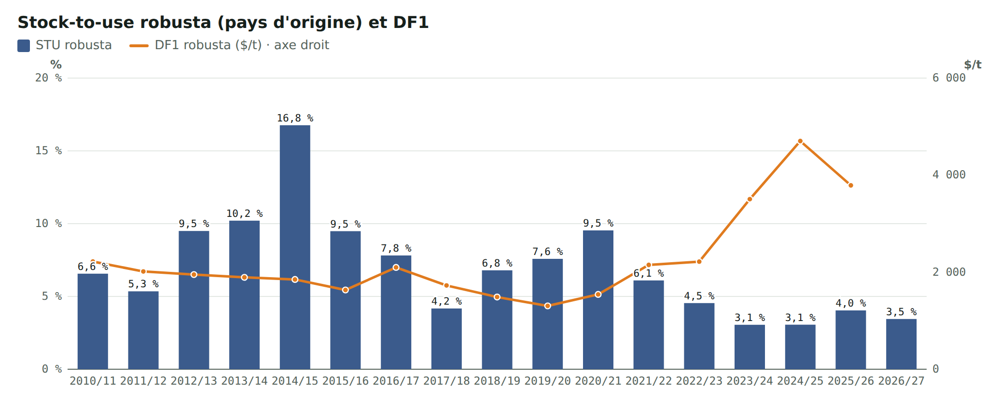 Stock-to-use robusta (pays d'origine) et DF1
STU robusta DF1 robusta ($/t) · axe droit
% $/t
20 % 6 000
16,8 %
15 %
4 000
10,2 %
10 % 9,5 % 9,5 % 9,5 %
7,8 % 7,6 %
6,6 % 6,8 % 6,1 % 2 000
5,3 %
5 % 4,2 % 4,5 % 4,0 %
3,1 % 3,1 % 3,5 %
0 % 0
2010/11 2011/12 2012/13 2013/14 2014/15 2015/16 2016/17 2017/18 2018/19 2019/20 2020/21 2021/22 2022/23 2023/24 2024/25 2025/26 2026/27